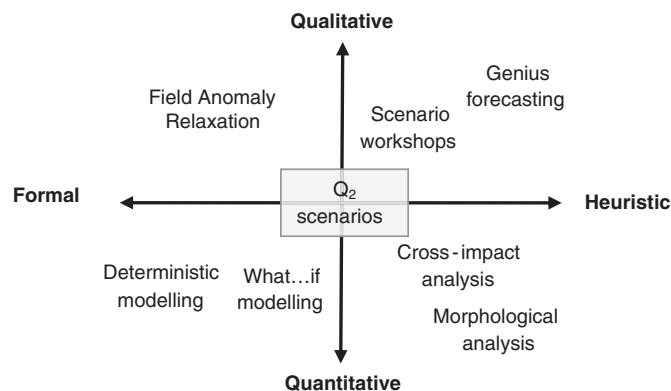 Qualitative
Genius
forecasting
Field Anomaly
Relaxation
Scenario
workshops
Q2
scenarios
Formal
Heuristic
Cross-impact
analysis
Deterministic
modelling
What…if
modelling
Morphological
analysis
Quantitative